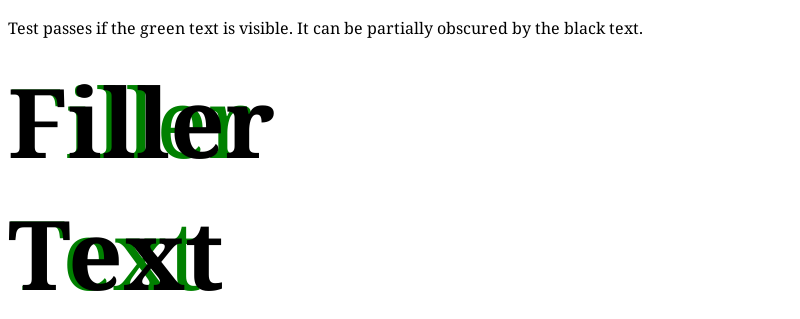 Test passes if the green text is visible. It can be partially obscured by the black text.
Filler
Text